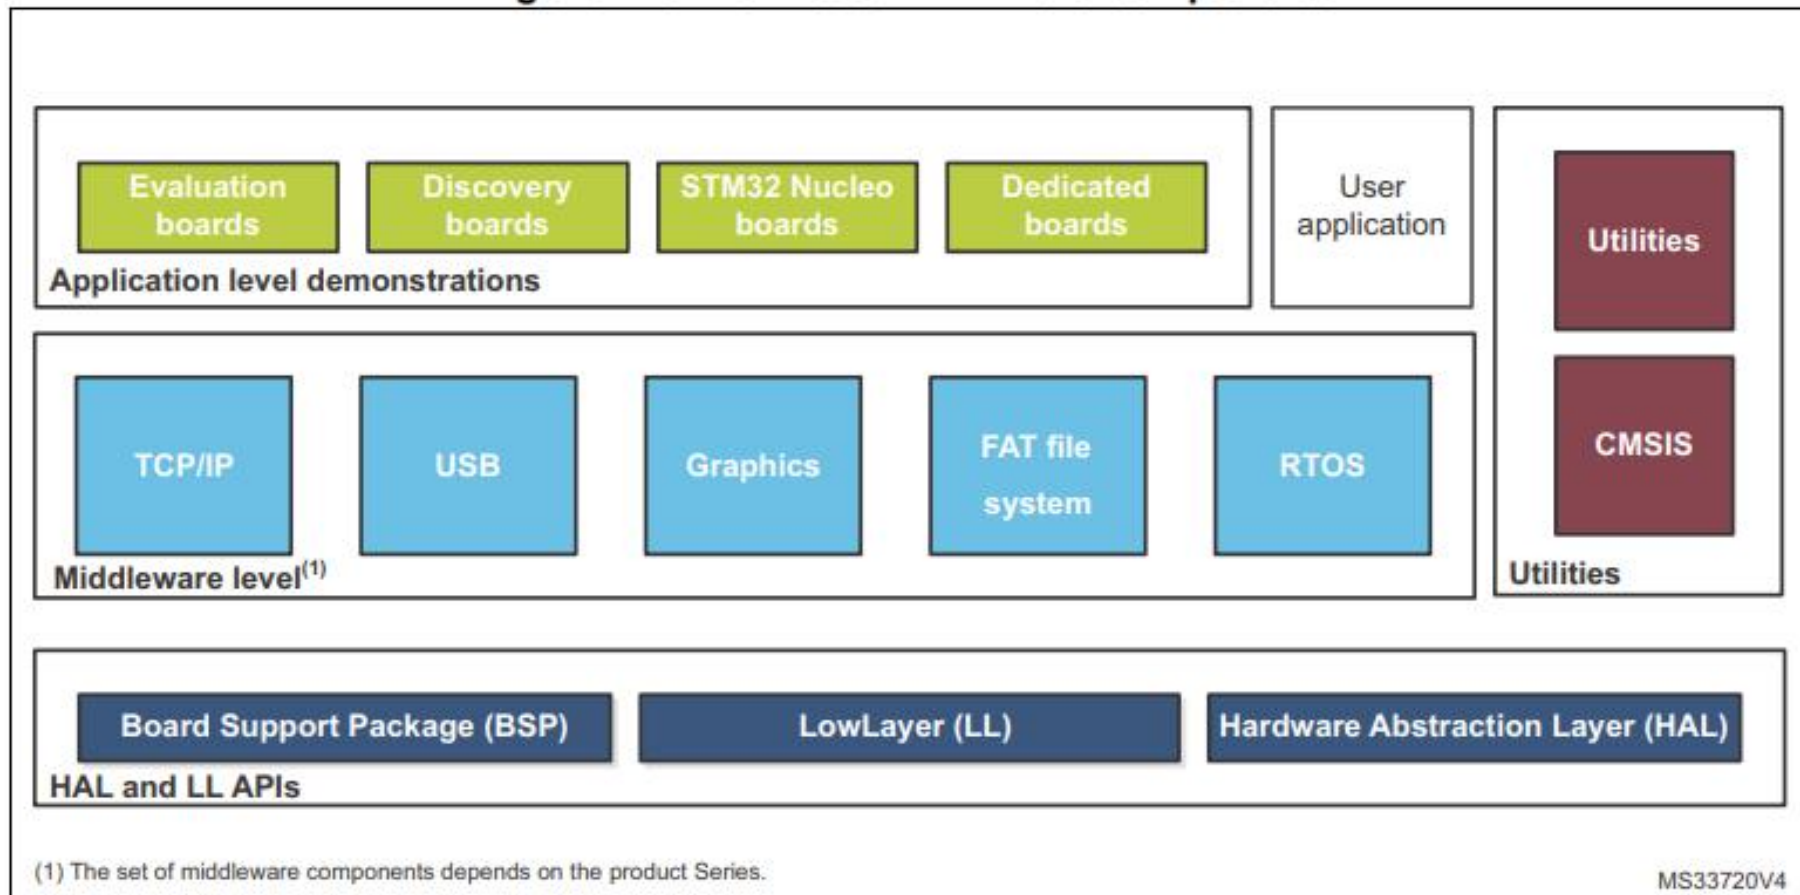 Evaluation
boards
Discovery
boards
STM32 Nucleo
boards
Dedicated
boards
Application level demonstrations
User
application
Utilities
CMSIS
Utilities
TCP/IP
USB
Graphics
FAT file
system
RTOS
Middleware level(1)
Board Support Package (BSP)
LowLayer (LL)
Hardware Abstraction Layer (HAL)
HAL and LL APIs
(1) The set of middleware components depends on the product Series.
MS33720V4